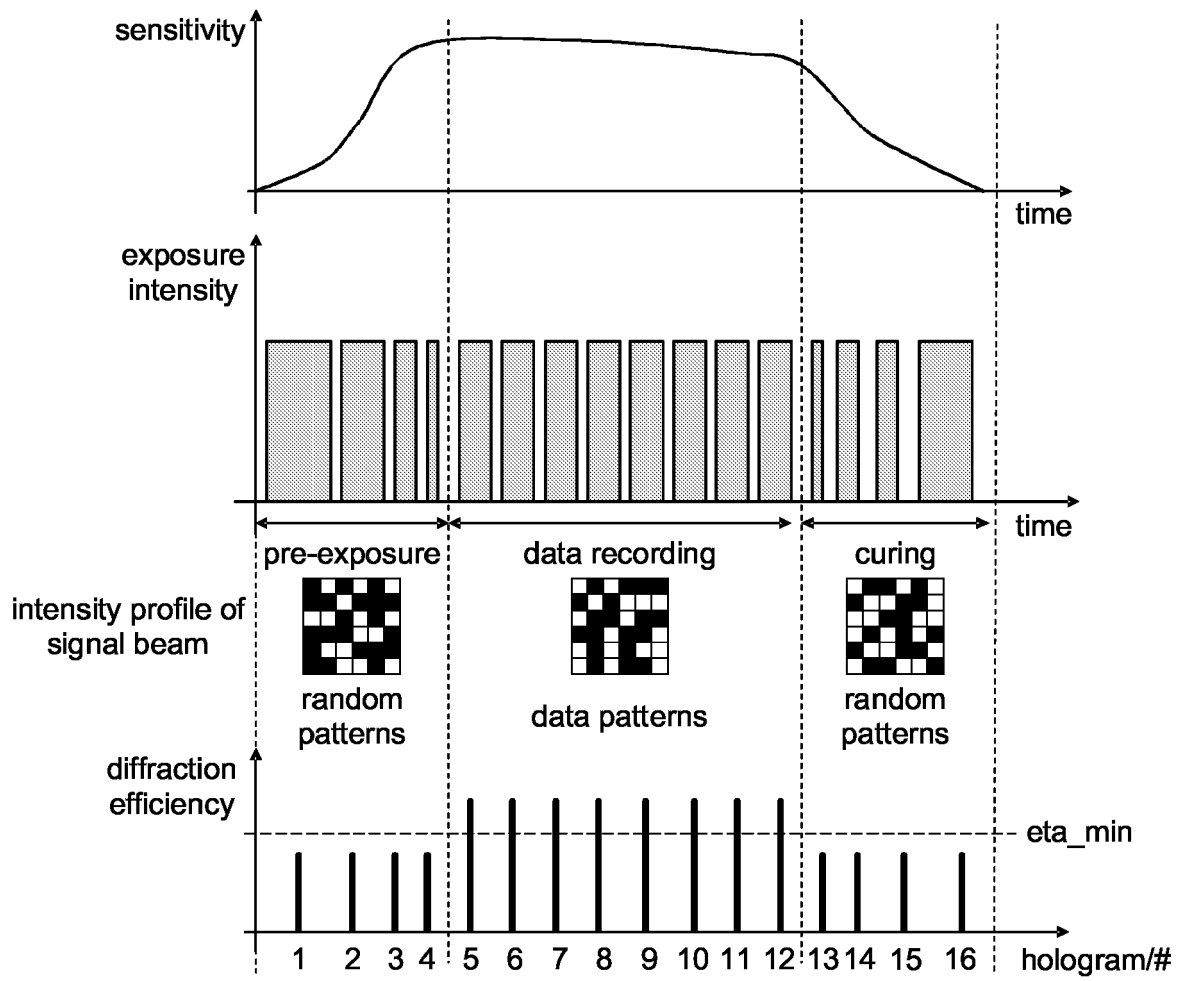 sensitivity
time
exposure
intensity
time
pre-exposure
data recording
curing
intensity profile of
signal beam
random
patterns
data patterns
random
patterns
diffraction
efficiency
eta_min
1 2 3 4 5 6 7 8 9 10 11 12 13 14 15 16 hologram/#